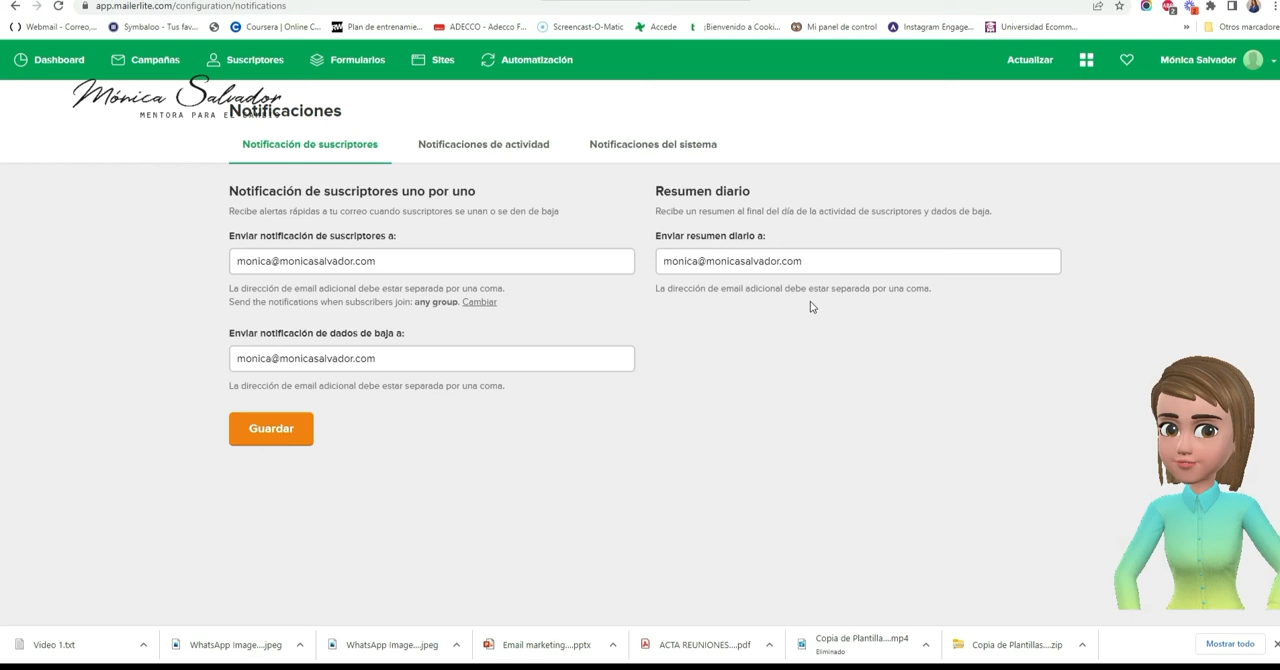 app.mailerlite.com/configuration/notifications
Webmail - Correo,...
Symbaloo - Tus fav...
Coursera | Online C...
Plan de entrenamie...
ADECCO - Adecco F...
Screencast-O-Matic
Accede
¡Bienvenido a Cooki...
Mi panel de control
Instagram Engage...
Universidad Ecomm...
»
Otros marcadores
Dashboard
Campañas
Suscriptores
Formularios
Sites
Automatización
Actualizar
Mónica Salvador
Mónica Salvador
MENTORA PARA EL
Notificaciones
Notificación de suscriptores
Notificaciones de actividad
Notificaciones del sistema
Notificación de suscriptores uno por uno
Recibe alertas rápidas a tu correo cuando suscriptores se unan o se den de baja
Enviar notificación de suscriptores a:
monica@monicasalvador.com
La dirección de email adicional debe estar separada por una coma.
Send the notifications when subscribers join: any group. Cambiar
Enviar notificación de dados de baja a:
monica@monicasalvador.com
La dirección de email adicional debe estar separada por una coma.
Guardar
Resumen diario
Recibe un resumen al final del día de la actividad de suscriptores y dados de baja.
Enviar resumen diario a:
monica@monicasalvador.com
La dirección de email adicional debe estar separada por una coma.
Video 1.txt
WhatsApp Image....jpeg
WhatsApp Image....jpeg
Email marketing....pptx
ACTA REUNIONES....pdf
Copia de Plantilla....mp4
Eliminado
Copia de Plantillas....zip
Mostrar todo